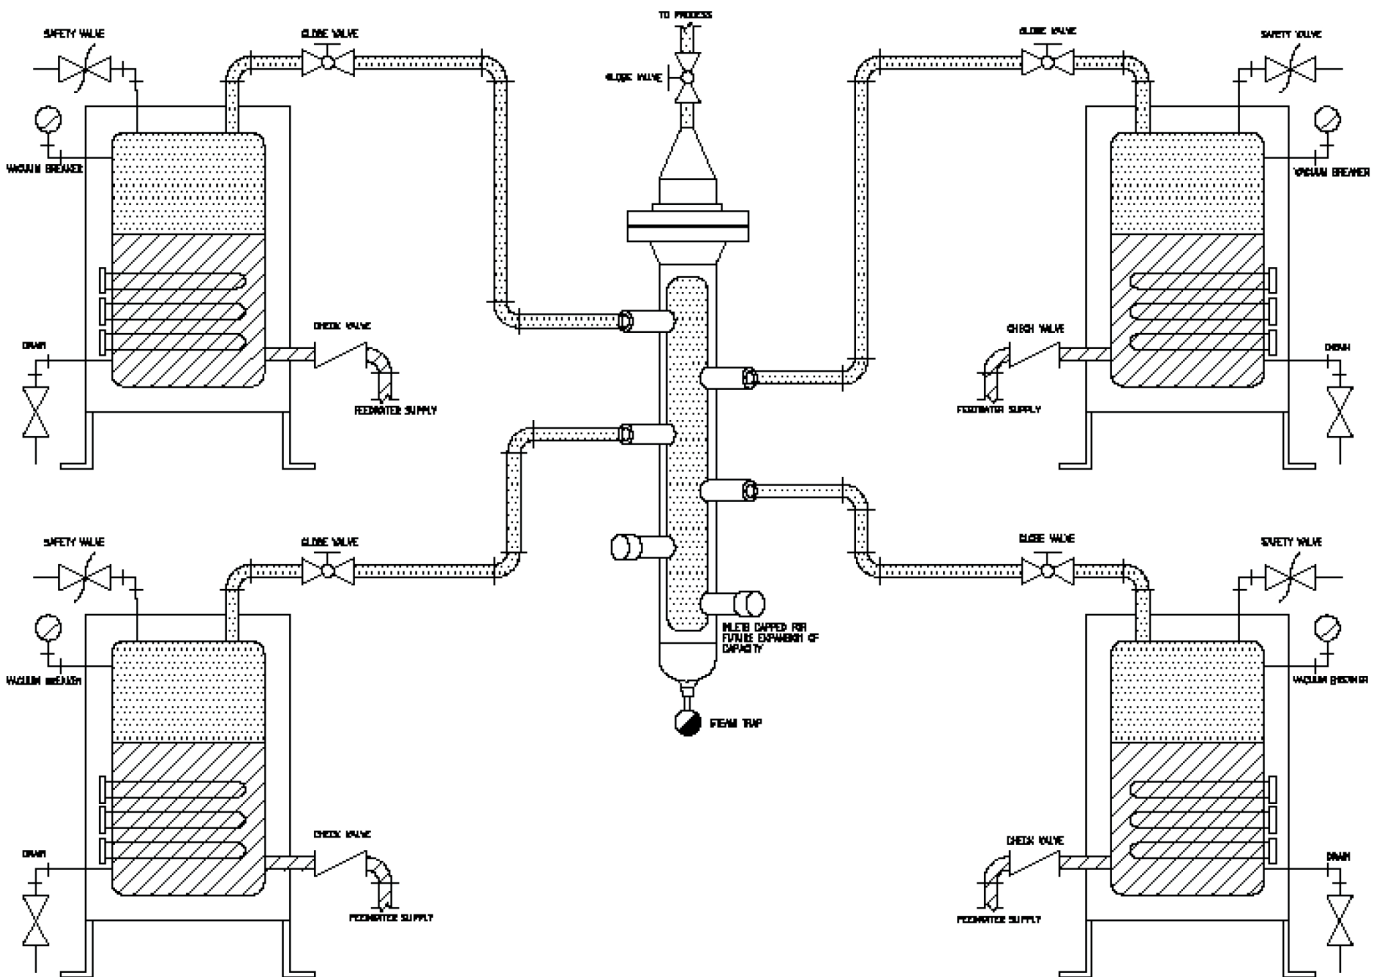 TO PROCESS
SAFETY VALVE
GLOBE VALVE
GLOBE VALVE
SAFETY VALVE
GLOBE VALVE
VACUUM BREAKER
VACUUM BREAKER
CHECK VALVE
CHECH VALVE
DRAIN
DRAIN
FEEDWATER SUPPLY
FEEDWATER SUPPLY
SAFETY VALVE
GLOBE VALVE
GLOBE VALVE
SAFETY VALVE
INLETS CAPPED FOR
FUTURE EXPANSION OF
CAPACITY
VACUUM BREAKER
VACUUM BREAKER
STEAM TRAP
CHECK VALVE
CHECK VALVE
DRAIN
DRAIN
FEEDWATER SUPPLY
FEEDWATER SUPPLY